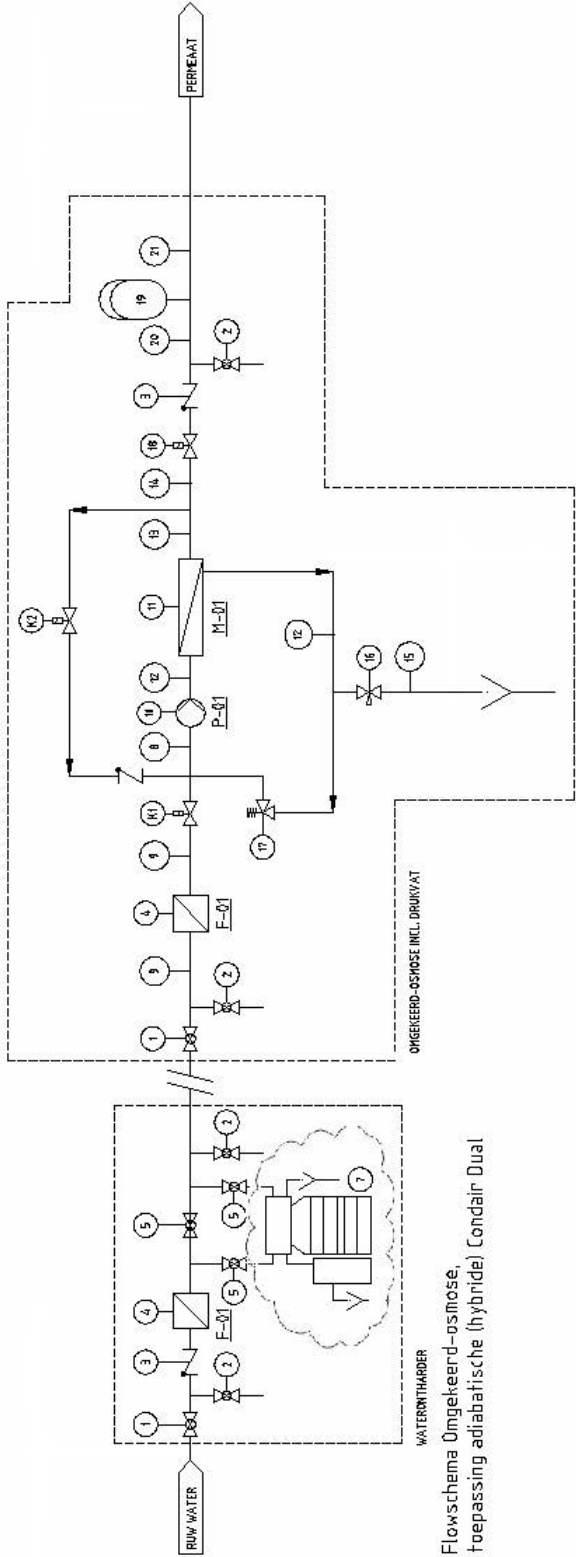 RUW WATER
1
2
3
4
F-01
5
5
5
2
7
WATERONTHARDER
1
2
9
4
F-01
9
K1
17
8
10
P-01
12
11
M-01
K2
13
14
12
16
15
18
3
2
20
19
21
PERMEAAT
OMGEKEERD-OSMOSE INCL. DRUKVAT
Flowschema Omgekeerd-osmose,
toepassing adiabatische (hybride) Condair Dual